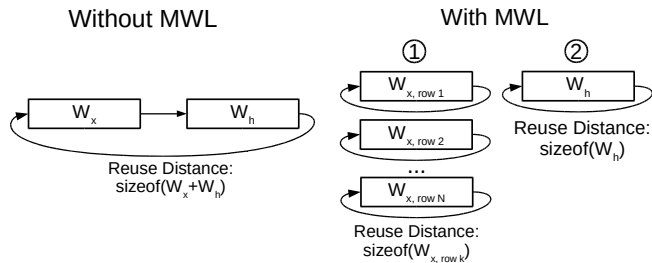 Without MWL
With MWL
W_x
W_h
Reuse Distance:
sizeof(W_x+W_h)
①
W_x, row 1
W_x, row 2
...
W_x, row N
Reuse Distance:
sizeof(W_x, row k)
②
W_h
Reuse Distance:
sizeof(W_h)